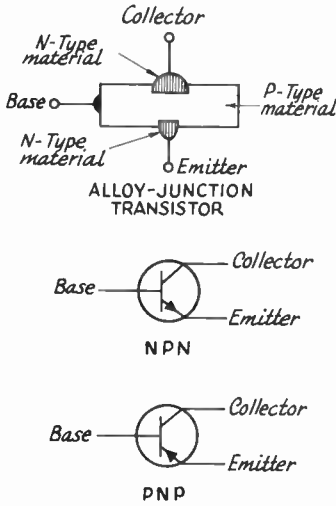 Collector
N-Type
material
P-Type
material
Base
N-Type
material
Emitter
ALLOY-JUNCTION
TRANSISTOR
Collector
Base
Emitter
NPN
Collector
Base
Emitter
PNP